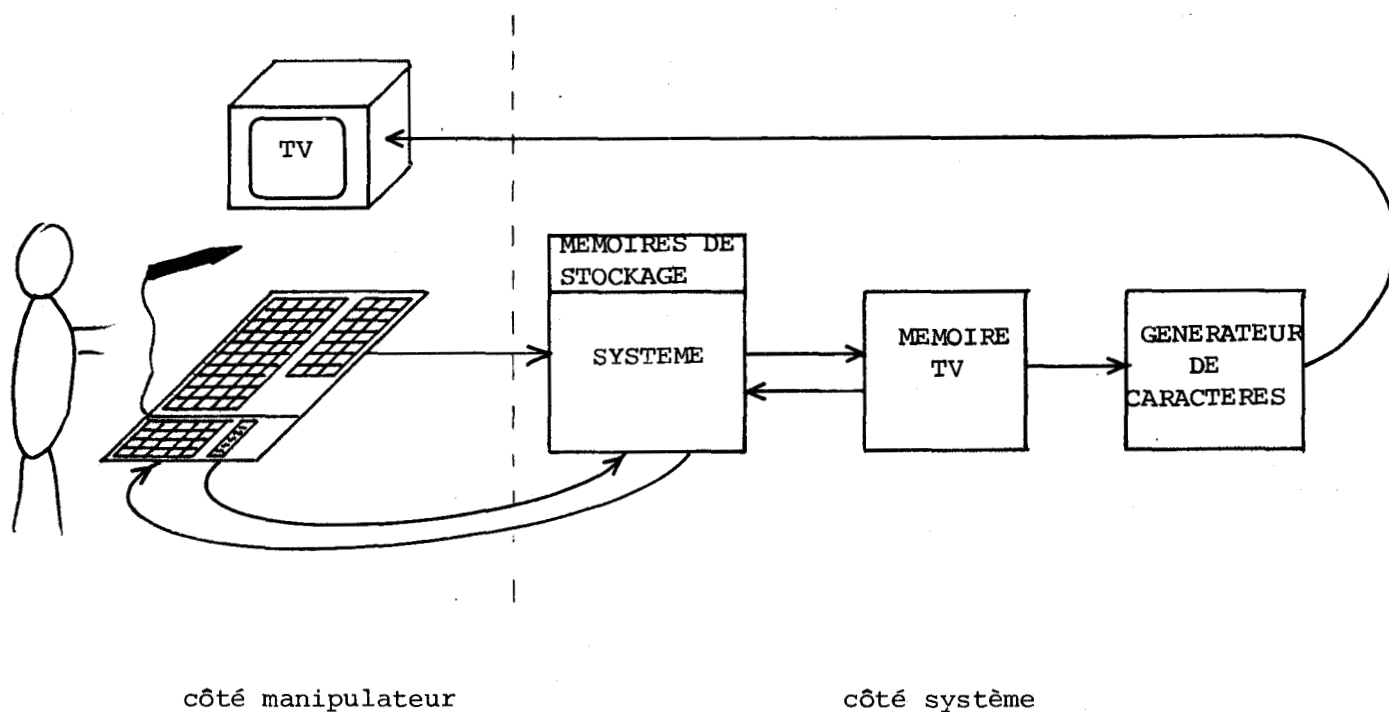 TV
MEMOIRES DE
STOCKAGE
SYSTEME
MEMOIRE
TV
GENERATEUR
DE
CARACTERES
côté manipulateur
côté système